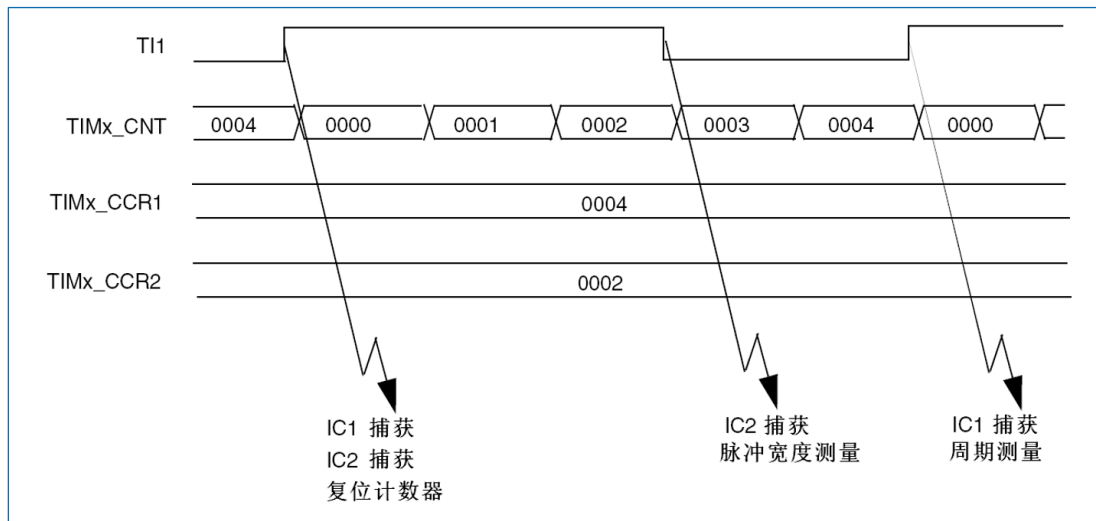 TI1
TIMx_CNT
0004 0000 0001 0002 0003 0004 0000
TIMx_CCR1
0004
TIMx_CCR2
0002
IC1 捕获
IC2 捕获
复位计数器
IC2 捕获
脉冲宽度测量
IC1 捕获
周期测量